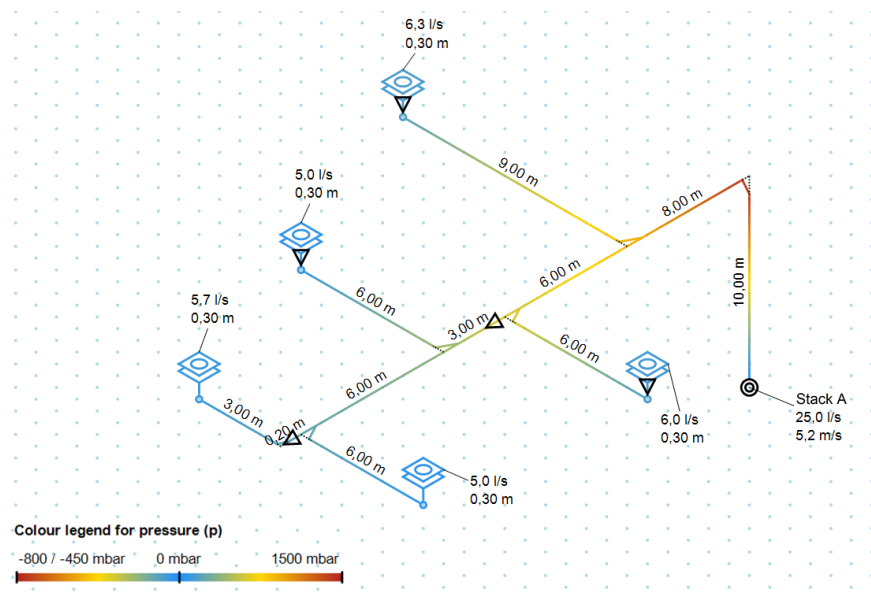 6,3 l/s
0,30 m
9,00 m
5,0 l/s
0,30 m
8,00 m
6,00 m
10,00 m
5,7 l/s
0,30 m
6,00 m
3,00 m
6,00 m
6,00 m
3,00 m
0,20 m
6,00 m
6,0 l/s
0,30 m
Stack A
25,0 l/s
5,2 m/s
5,0 l/s
0,30 m
Colour legend for pressure (p)
-800 / -450 mbar 0 mbar 1500 mbar